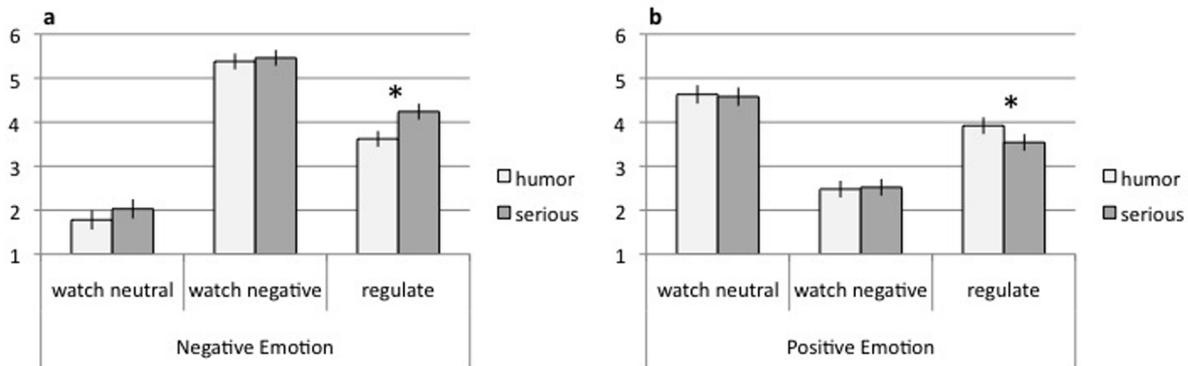 a
6
5
4
3
2
1
*
humor
serious
watch neutral watch negative regulate
Negative Emotion
b
6
5
4
3
2
1
*
humor
serious
watch neutral watch negative regulate
Positive Emotion